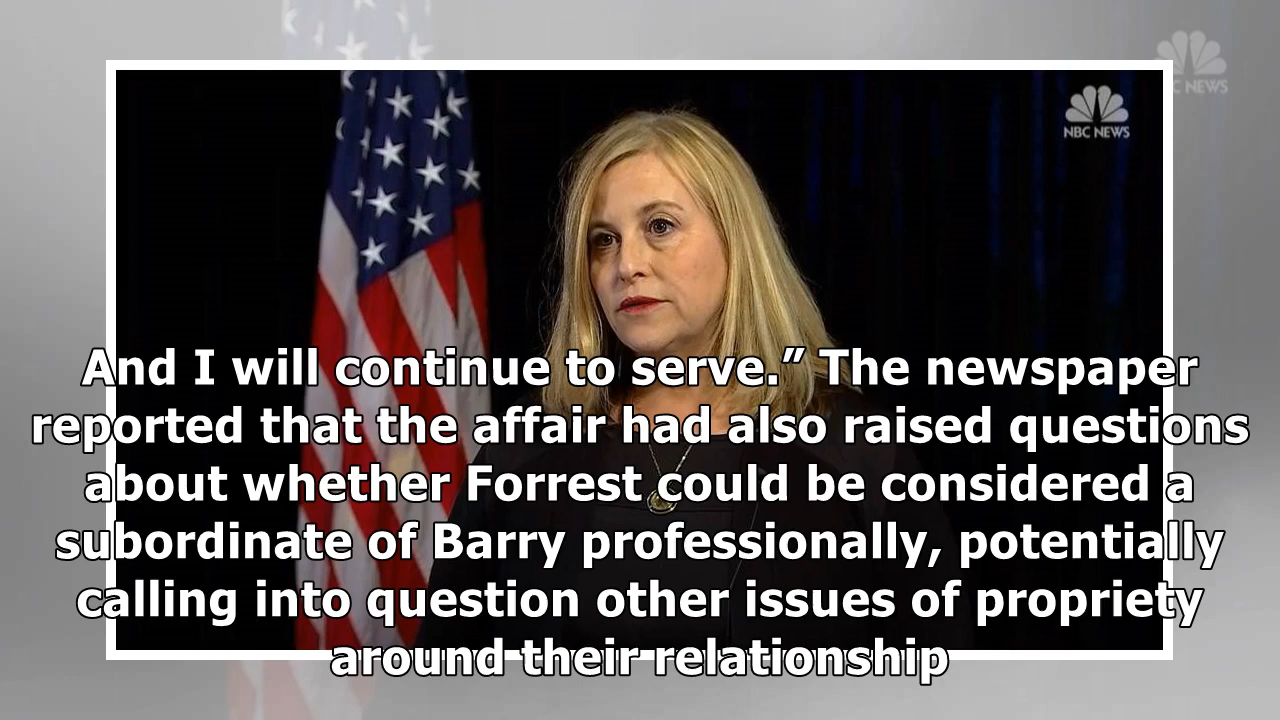 NBC NEWS
C NEWS
And I will continue to serve.” The newspaper
reported that the affair had also raised questions
about whether Forrest could be considered a
subordinate of Barry professionally, potentially
calling into question other issues of propriety
around their relationship